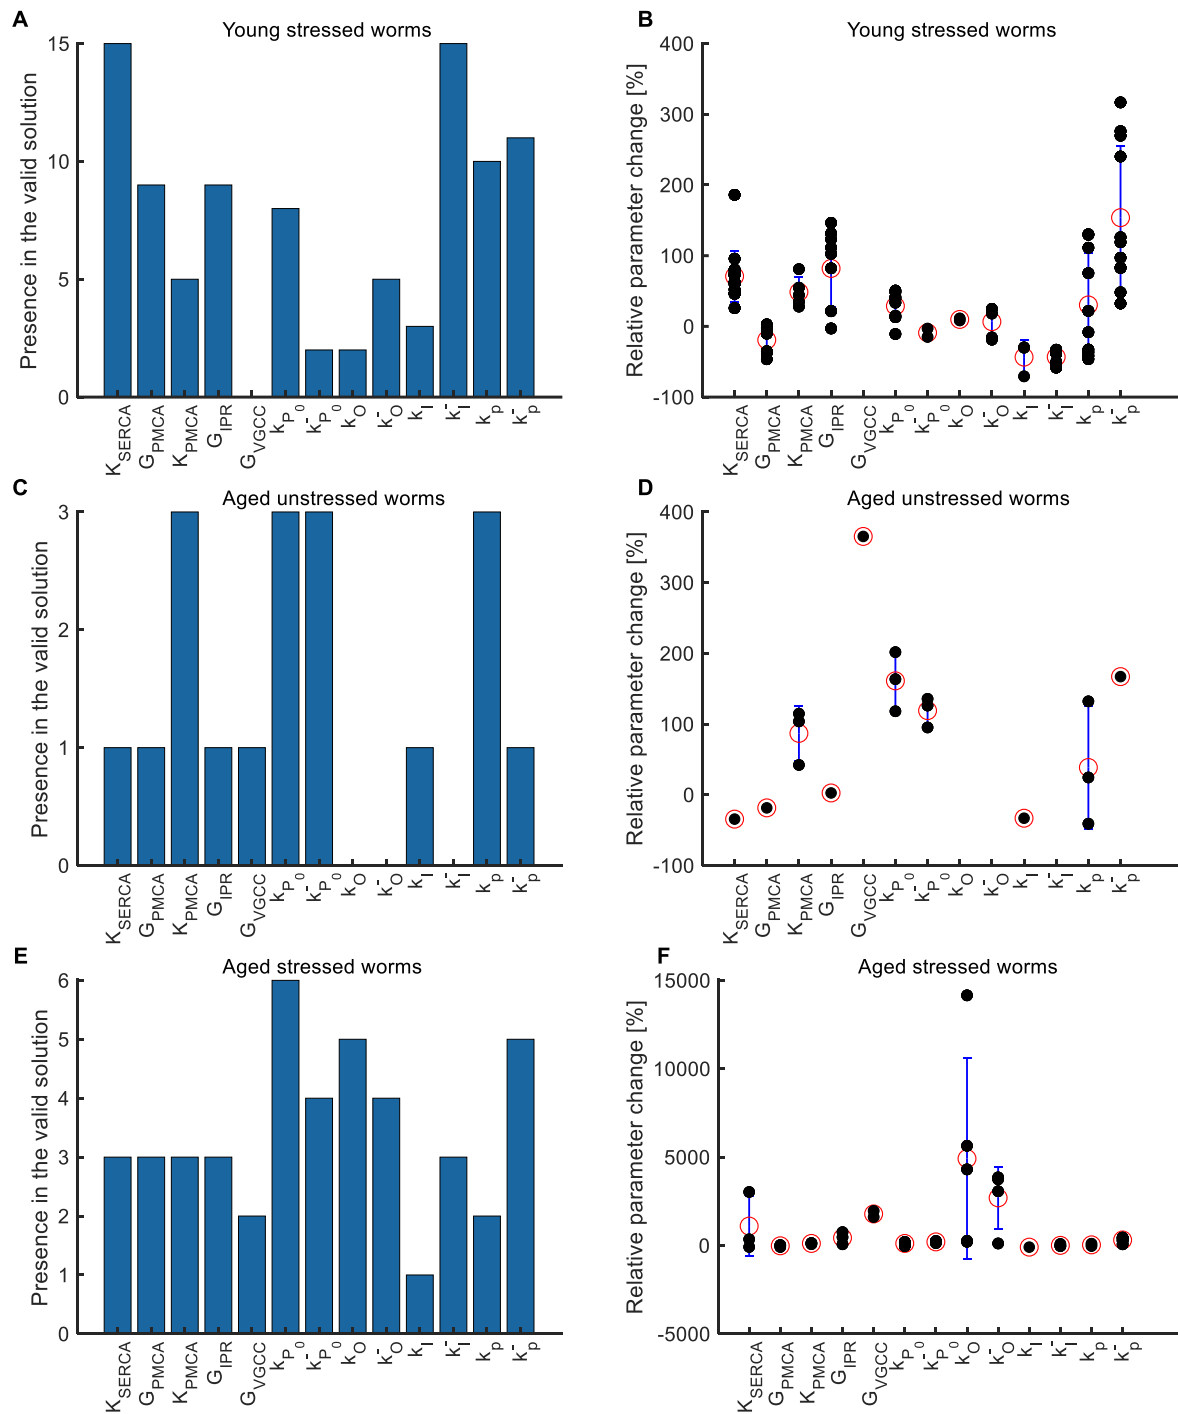 A
Young stressed worms
Presence in the valid solution
15
10
5
0
K_SERCA
G_PMCA
K_PMCA
G_IPR
G_VGCC
k_P_0
k^-_P_0
k_O
k^-_O
k_I
k^-_I
k_p
k^-_p
B
Young stressed worms
Relative parameter change [%]
400
300
200
100
0
-100
K_SERCA
G_PMCA
K_PMCA
G_IPR
G_VGCC
k_P_0
k^-_P_0
k_O
k^-_O
k_I
k^-_I
k_p
k^-_p
C
Aged unstressed worms
Presence in the valid solution
3
2
1
0
K_SERCA
G_PMCA
K_PMCA
G_IPR
G_VGCC
k_P_0
k^-_P_0
k_O
k^-_O
k_I
k^-_I
k_p
k^-_p
D
Aged unstressed worms
Relative parameter change [%]
400
300
200
100
0
-100
K_SERCA
G_PMCA
K_PMCA
G_IPR
G_VGCC
k_P_0
k^-_P_0
k_O
k^-_O
k_I
k^-_I
k_p
k^-_p
E
Aged stressed worms
Presence in the valid solution
6
5
4
3
2
1
0
K_SERCA
G_PMCA
K_PMCA
G_IPR
G_VGCC
k_P_0
k^-_P_0
k_O
k^-_O
k_I
k^-_I
k_p
k^-_p
F
Aged stressed worms
Relative parameter change [%]
15000
10000
5000
0
-5000
K_SERCA
G_PMCA
K_PMCA
G_IPR
G_VGCC
k_P_0
k^-_P_0
k_O
k^-_O
k_I
k^-_I
k_p
k^-_p